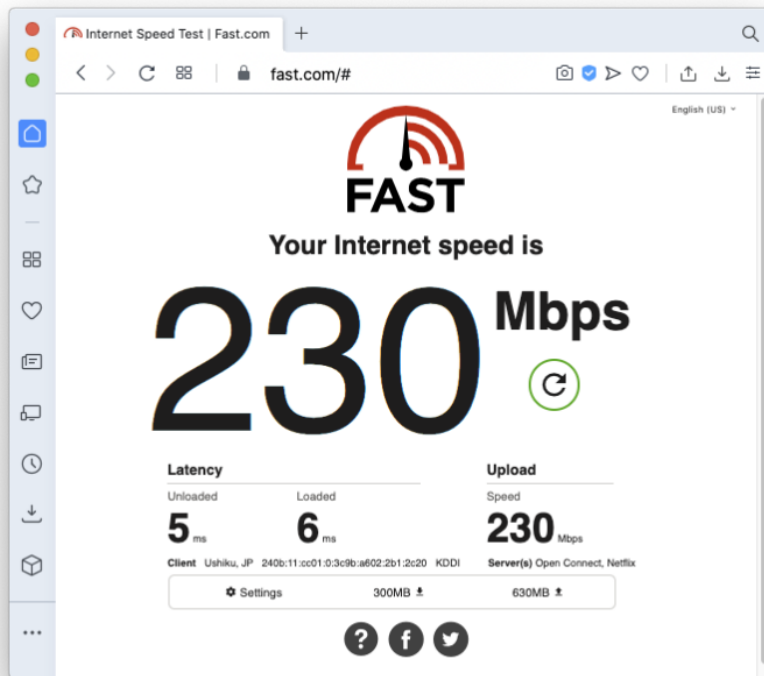 Internet Speed Test | Fast.com
fast.com/#
English (US)
FAST
Your Internet speed is
230 Mbps
Latency Upload
Unloaded Loaded Speed
5 ms 6 ms 230 Mbps
Client Ushiku, JP 240b:11:cc01:0:3c9b:a602:2b1:2c20 KDDI Server(s) Open Connect, Netflix
Settings 300MB 630MB